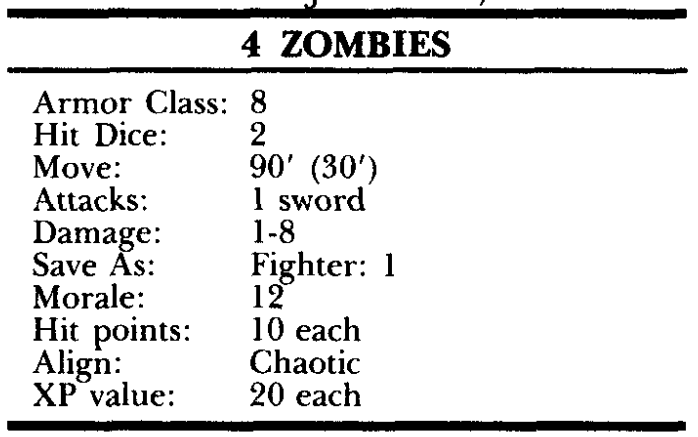 4 ZOMBIES
Armor Class: 8
Hit Dice: 2
Move: 90' (30')
Attacks: 1 sword
Damage: 1-8
Save As: Fighter: 1
Morale: 12
Hit points: 10 each
Align: Chaotic
XP value: 20 each